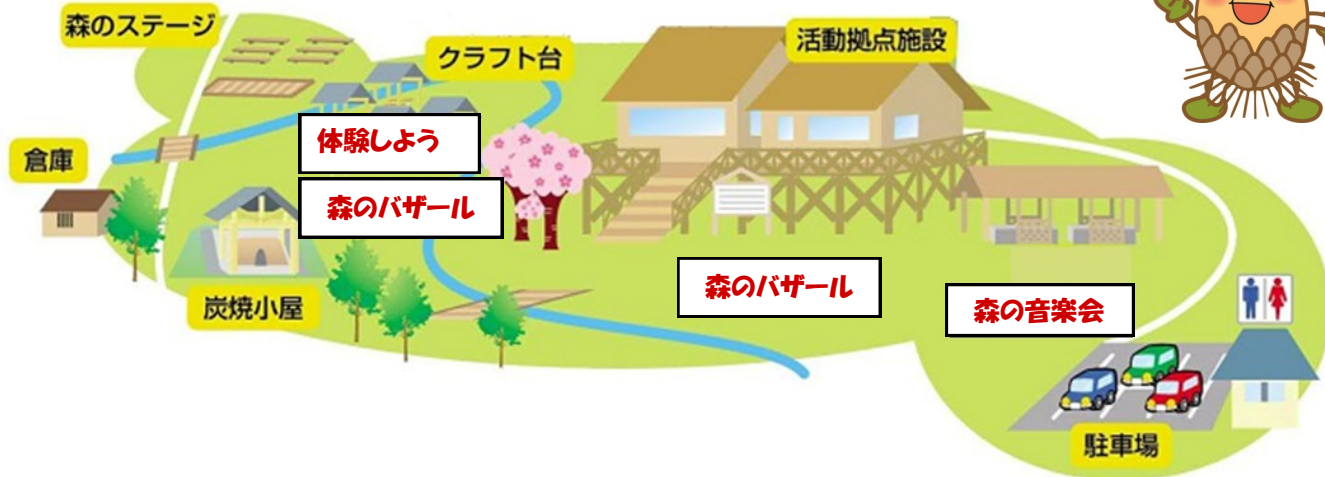 森のステージ
クラフト台
活動拠点施設
体験しよう
倉庫
森のバザール
森のバザール
炭焼小屋
森の音楽会
駐車場